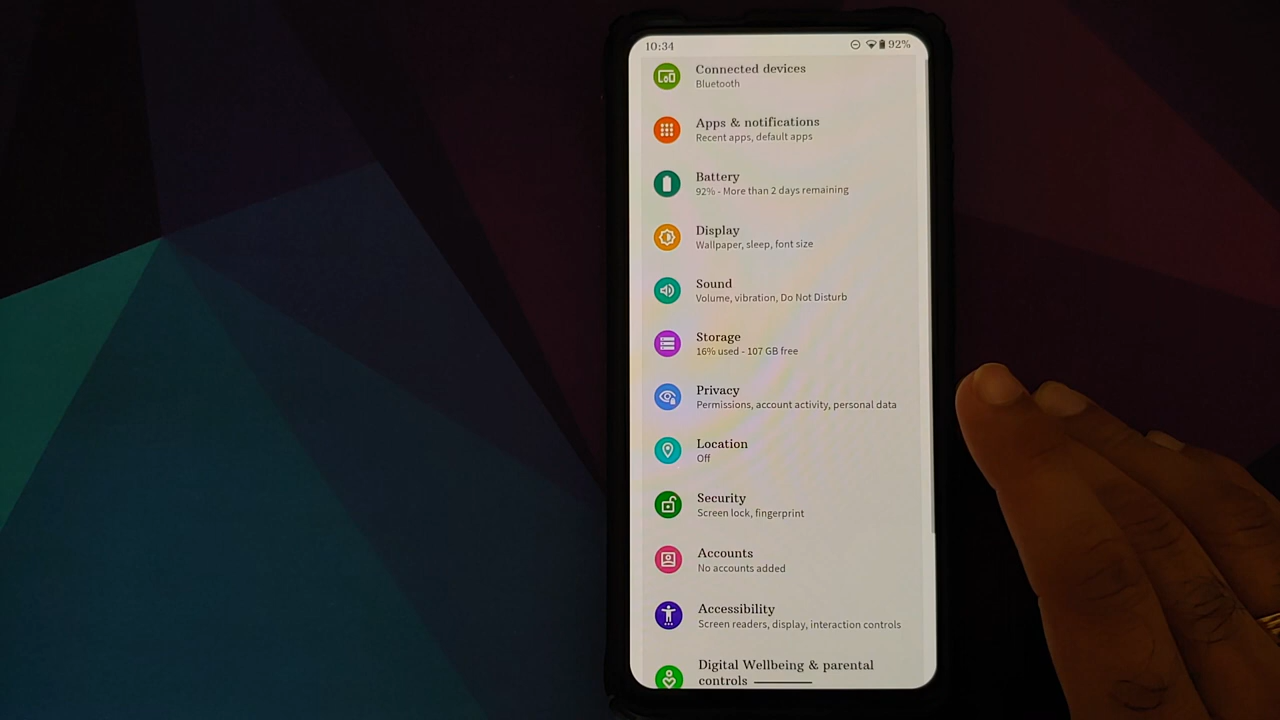 10:34
92%
Connected devices
Bluetooth
Apps & notifications
Recent apps, default apps
Battery
92% - More than 2 days remaining
Display
Wallpaper, sleep, font size
Sound
Volume, vibration, Do Not Disturb
Storage
16% used - 107 GB free
Privacy
Permissions, account activity, personal data
Location
Off
Security
Screen lock, fingerprint
Accounts
No accounts added
Accessibility
Screen readers, display, interaction controls
Digital Wellbeing & parental
controls